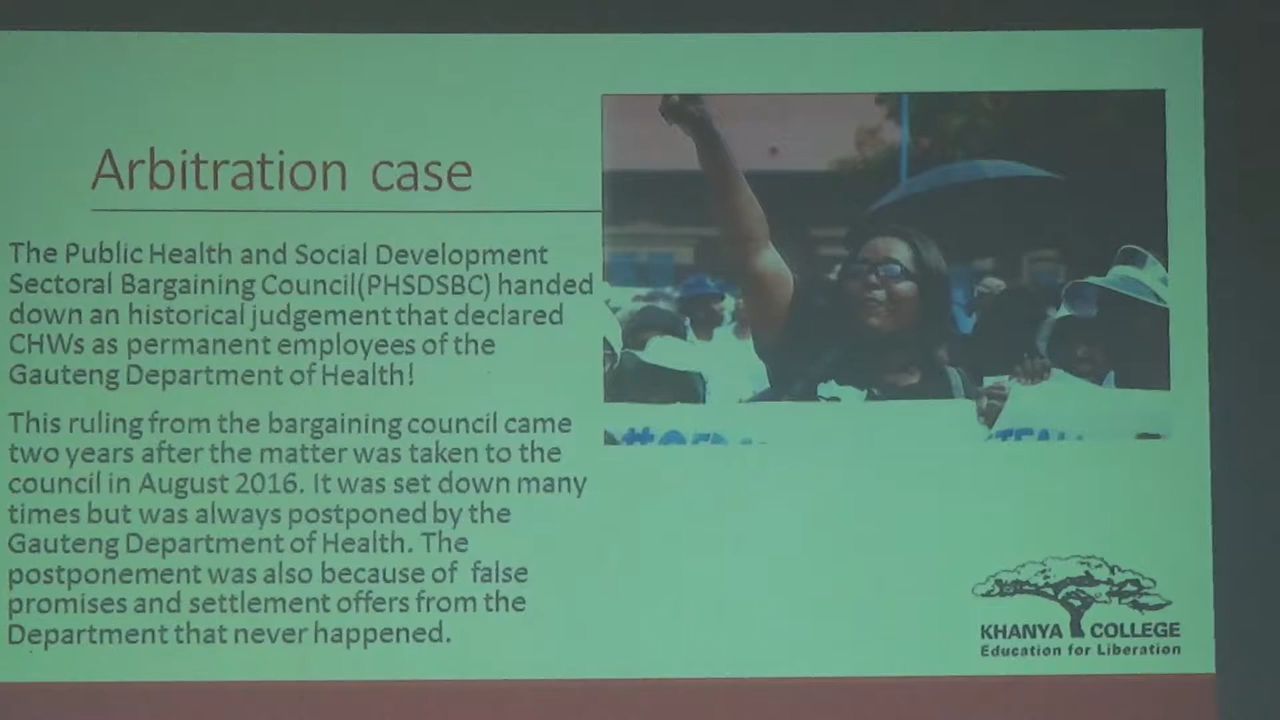 Arbitration case
The Public Health and Social Development
Sectoral Bargaining Council(PHSDSBC) handed
down an historical judgement that declared
CHWs as permanent employees of the
Gauteng Department of Health!
This ruling from the bargaining council came
two years after the matter was taken to the
council in August 2016. It was set down many
times but was always postponed by the
Gauteng Department of Health. The
postponement was also because of false
promises and settlement offers from the
Department that never happened.
KHANYA COLLEGE
Education for Liberation